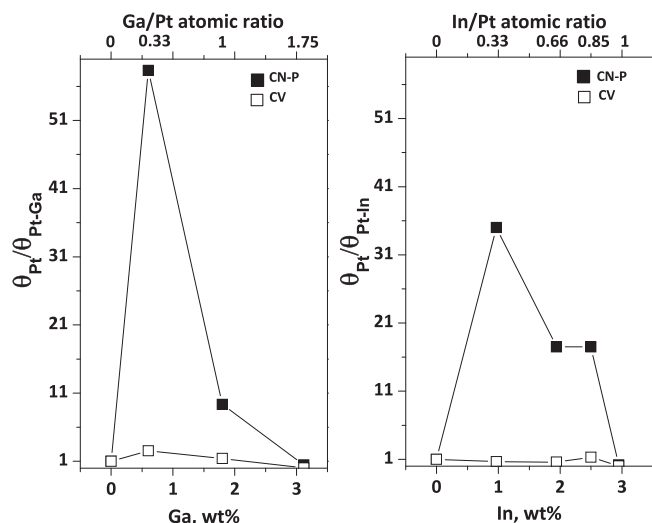 Ga/Pt atomic ratio
0 0.33 1 1.75
CN-P
CV
51
41
31
21
11
1
θPt/θPt-Ga
0 1 2 3
Ga, wt%
In/Pt atomic ratio
0 0.33 0.66 0.85 1
CN-P
CV
51
41
31
21
11
1
θPt/θPt-In
0 1 2 3
In, wt%